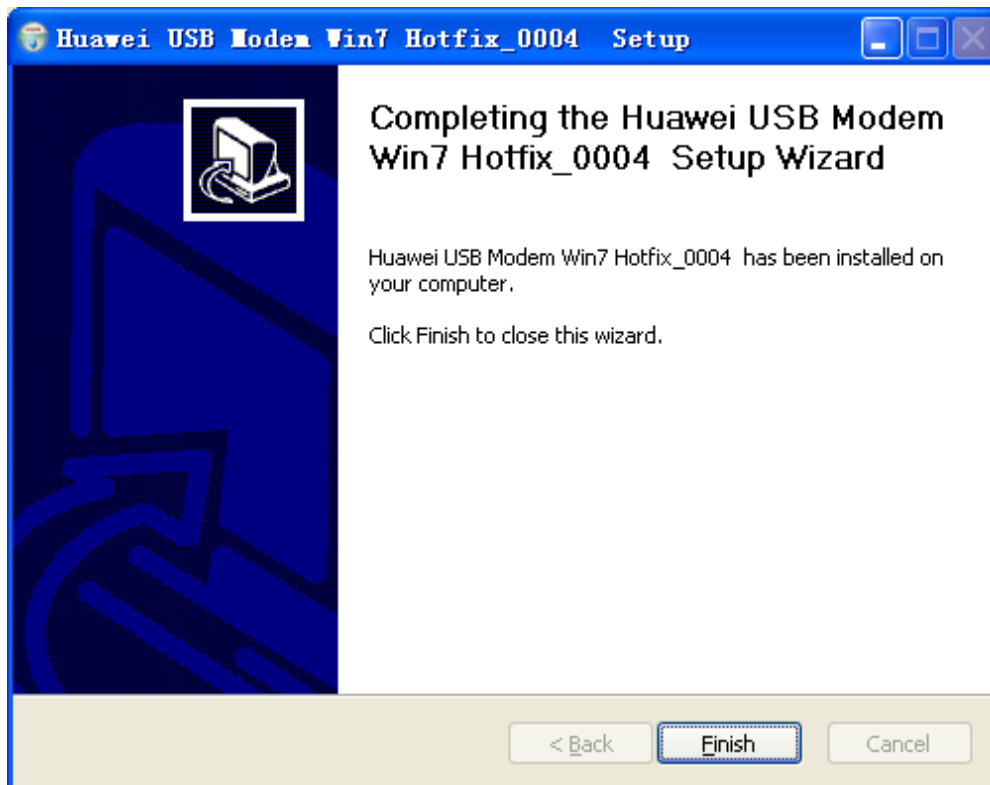 Huawei USB Modem Win7 Hotfix_0004  Setup
Completing the Huawei USB Modem
Win7 Hotfix_0004  Setup Wizard
Huawei USB Modem Win7 Hotfix_0004  has been installed on
your computer.
Click Finish to close this wizard.
< Back
Finish
Cancel